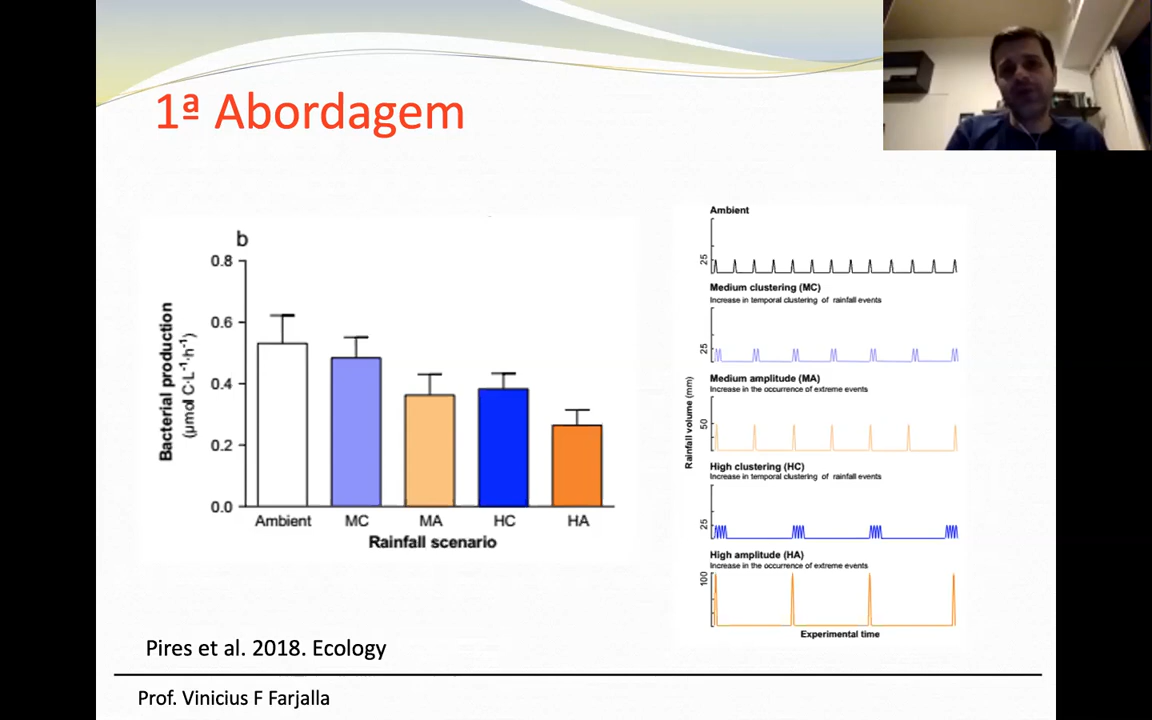 1ª Abordagem
b
0.8
0.6
0.4
0.2
0.0
Bacterial production
(µmol C·L⁻¹·h⁻¹)
Ambient MC MA HC HA
Rainfall scenario
Ambient
25
Medium clustering (MC)
Increase in temporal clustering of rainfall events
25
Medium amplitude (MA)
Increase in the occurrence of extreme events
50
Rainfall volume (mm)
High clustering (HC)
Increase in temporal clustering of rainfall events
25
High amplitude (HA)
Increase in the occurrence of extreme events
100
Experimental time
Pires et al. 2018. Ecology
Prof. Vinicius F Farjalla